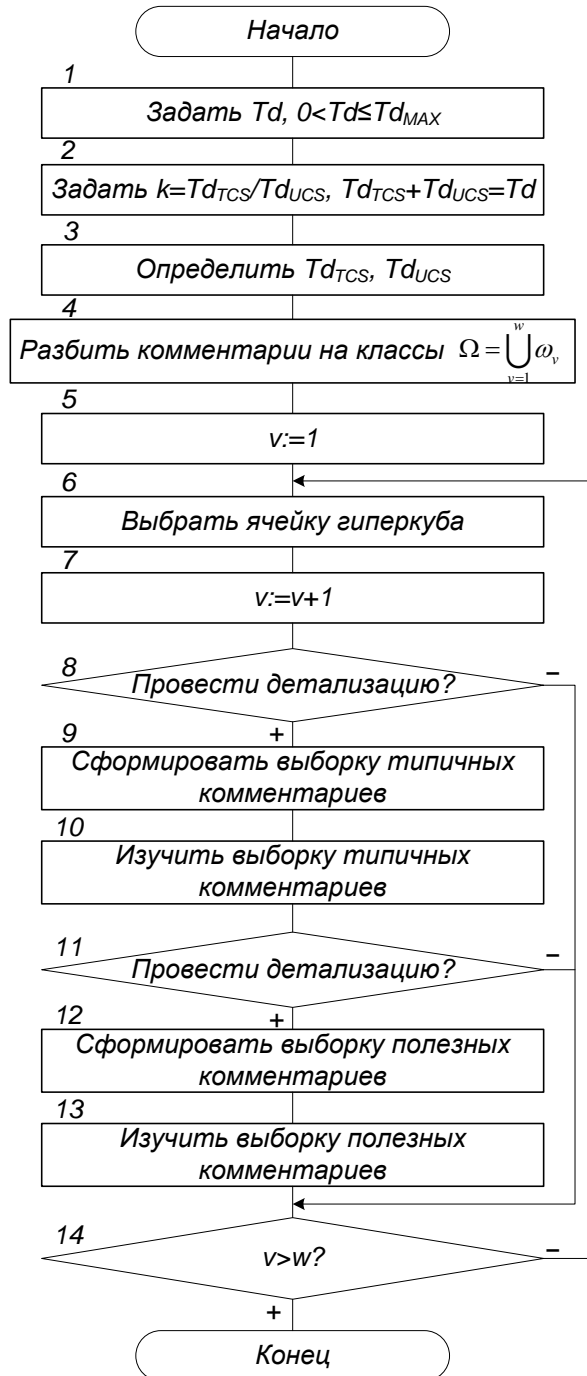 Начало
1
Задать Td, 0<Td≤Td_MAX
2
Задать k=Td_TCS/Td_UCS, Td_TCS+Td_UCS=Td
3
Определить Td_TCS, Td_UCS
4
Разбить комментарии на классы Ω=⋃_{v=1}^{w} ω_v
5
v:=1
6
Выбрать ячейку гиперкуба
7
v:=v+1
8
Провести детализацию?
–
+
9
Сформировать выборку типичных
комментариев
10
Изучить выборку типичных
комментариев
11
Провести детализацию?
–
+
12
Сформировать выборку полезных
комментариев
13
Изучить выборку полезных
комментариев
14
v>w?
–
+
Конец